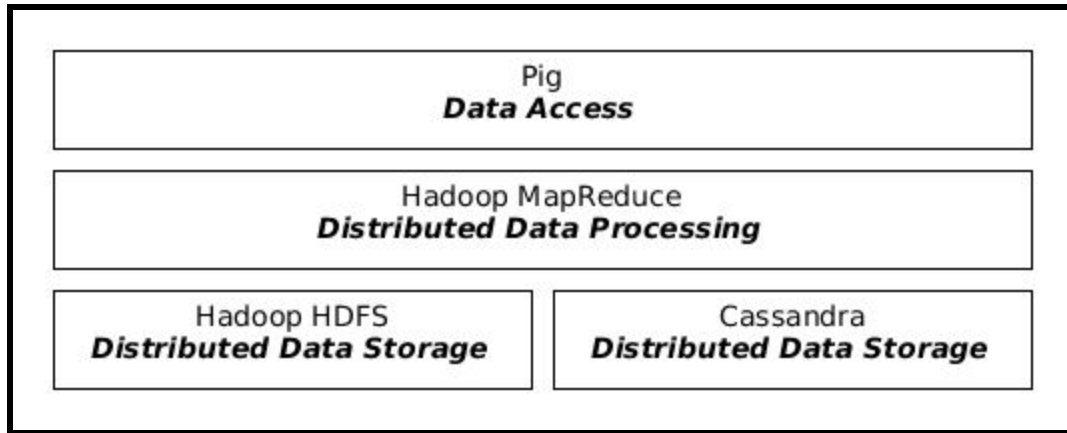 Pig
Data Access
Hadoop MapReduce
Distributed Data Processing
Hadoop HDFS
Distributed Data Storage
Cassandra
Distributed Data Storage